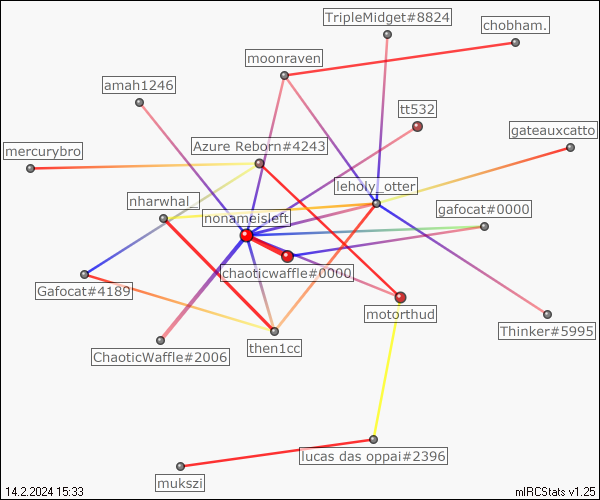 TripleMidget#8824
chobham.
moonraven
amah1246
tt532
gateauxcatto
mercurybro
Azure Reborn#4243
leholy_otter
nharwhal_
gafocat#0000
nonameisleft
chaoticwaffle#0000
Gafocat#4189
motorthud
Thinker#5995
then1cc
ChaoticWaffle#2006
lucas das oppai#2396
mukszi
14.2.2024 15:33
mIRCStats v1.25